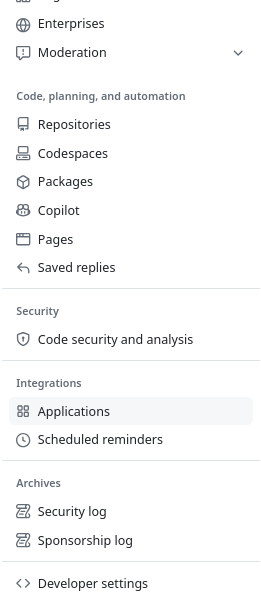 Enterprises
Moderation
Code, planning, and automation
Repositories
Codespaces
Packages
Copilot
Pages
Saved replies
Security
Code security and analysis
Integrations
Applications
Scheduled reminders
Archives
Security log
Sponsorship log
Developer settings